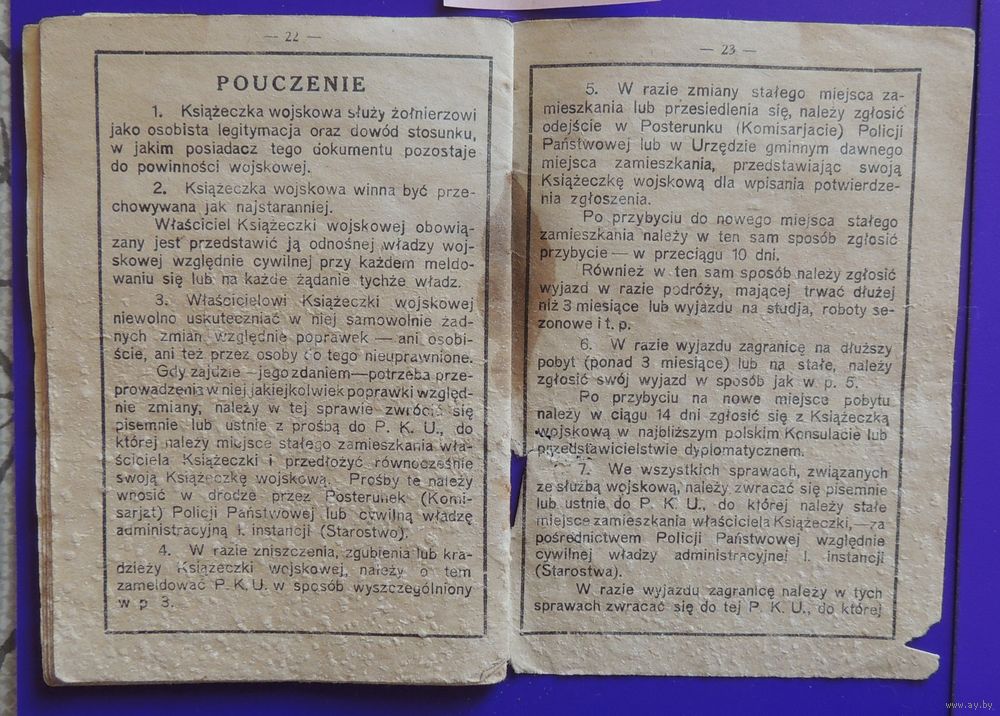 — 22 —
POUCZENIE
1. Książeczka wojskowa służy żołnierzowi
jako osobista legitymacja oraz dowód stosunku,
w jakim posiadacz tego dokumentu pozostaje
do powinności wojskowej.
2. Książeczka wojskowa winna być prze-
chowywana jak najstaranniej.
Właściciel Książeczki wojskowej obowią-
zany jest przedstawić ją odnośnej władzy woj-
skowej względnie cywilnej przy każdem meldo-
waniu się lub na każde żądanie tychże władz.
3. Właścicielowi Książeczki wojskowej
niewolno uskuteczniać w niej samowolnie żad-
nych zmian względnie poprawek — ani osobi-
ście, ani też przez osoby do tego nieuprawnione.
Gdy zajdzie—jego zdaniem—potrzeba prze-
prowadzenia w niej jakiejkolwiek poprawki względ-
nie zmiany, należy w tej sprawie zwrócić się
pisemnie lub ustnie z prośbą do P. K. U., do
której należy miejsce stałego zamieszkania wła-
ściciela Książeczki i przedłożyć równocześnie
swoją Książeczkę wojskową. Prośby te należy
wnosić w drodze przez Posterunek (Komi-
sarjat) Policji Państwowej lub cywilną władzę
administracyjną I. instancji (Starostwo).
4. W razie zniszczenia, zgubienia lub kra-
dzieży Książeczki wojskowej, należy o tem
zameldować P. K. U. w sposób wyszczególniony
w p 3.
— 23 —
5. W razie zmiany stałego miejsca za-
mieszkania lub przesiedlenia się, należy zgłosić
odejście w Posterunku (Komisarjacie) Policji
Państwowej lub w Urzędzie gminnym dawnego
miejsca zamieszkania, przedstawiając swoją
Książeczkę wojskową dla wpisania potwierdze-
nia zgłoszenia.
Po przybyciu do nowego miejsca stałego
zamieszkania należy w ten sam sposób zgłosić
przybycie — w przeciągu 10 dni.
Również w ten sam sposób należy zgłosić
wyjazd w razie podróży, mającej trwać dłużej
niż 3 miesiące lub wyjazdu na studja, roboty se-
zonowe i t. p.
6. W razie wyjazdu zagranicę na dłuższy
pobyt (ponad 3 miesiące) lub na stałe, należy
zgłosić swój wyjazd w sposób jak w p. 5.
Po przybyciu na nowe miejsce pobytu
należy w ciągu 14 dni zgłosić się z Książeczką
wojskową w najbliższym polskim Konsulacie lub
przedstawicielstwie dyplomatycznem.
7. We wszystkich sprawach, związanych
ze służbą wojskową, należy zwracać się pisemnie
lub ustnie do P. K. U., do której należy stałe
miejsce zamieszkania właściciela Książeczki,—za
pośrednictwem Policji Państwowej względnie
cywilnej władzy administracyjnej I. instancji
(Starostwa).
W razie wyjazdu zagranicę należy w tych
sprawach zwracać się do tej P. K. U., do której
www.ay.by